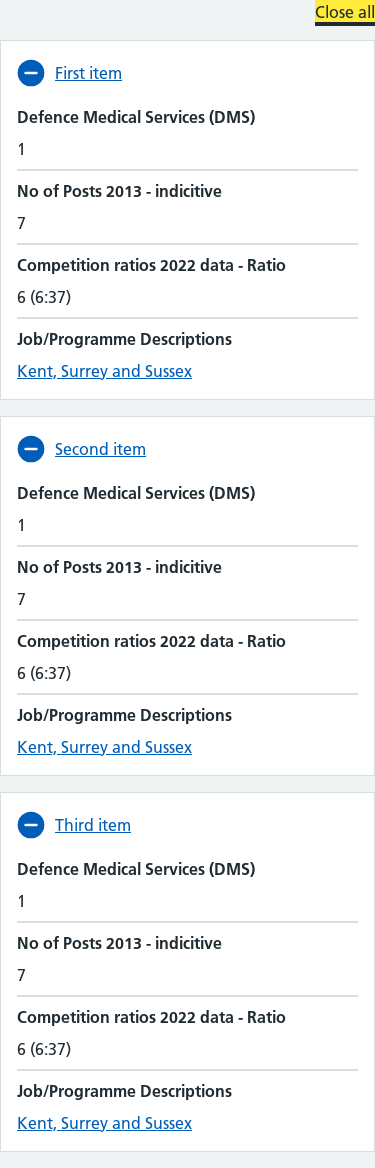 Close all
First item
Defence Medical Services (DMS)
1
No of Posts 2013 - indicitive
7
Competition ratios 2022 data - Ratio
6 (6:37)
Job/Programme Descriptions
Kent, Surrey and Sussex
Second item
Defence Medical Services (DMS)
1
No of Posts 2013 - indicitive
7
Competition ratios 2022 data - Ratio
6 (6:37)
Job/Programme Descriptions
Kent, Surrey and Sussex
Third item
Defence Medical Services (DMS)
1
No of Posts 2013 - indicitive
7
Competition ratios 2022 data - Ratio
6 (6:37)
Job/Programme Descriptions
Kent, Surrey and Sussex